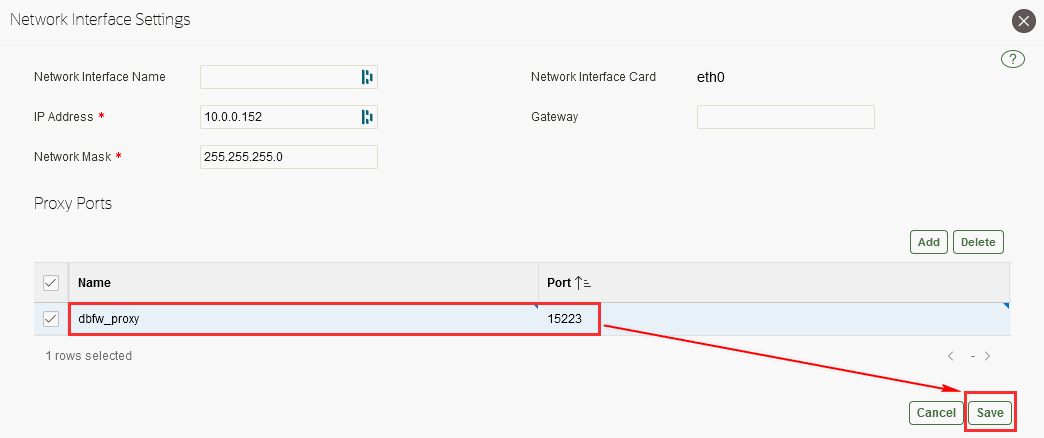 Network Interface Settings
?
Network Interface Name
Network Interface Card eth0
IP Address * 10.0.0.152
Gateway
Network Mask * 255.255.255.0
Proxy Ports
Add Delete
Name Port
dbfw_proxy 15223
1 rows selected
-
Cancel Save